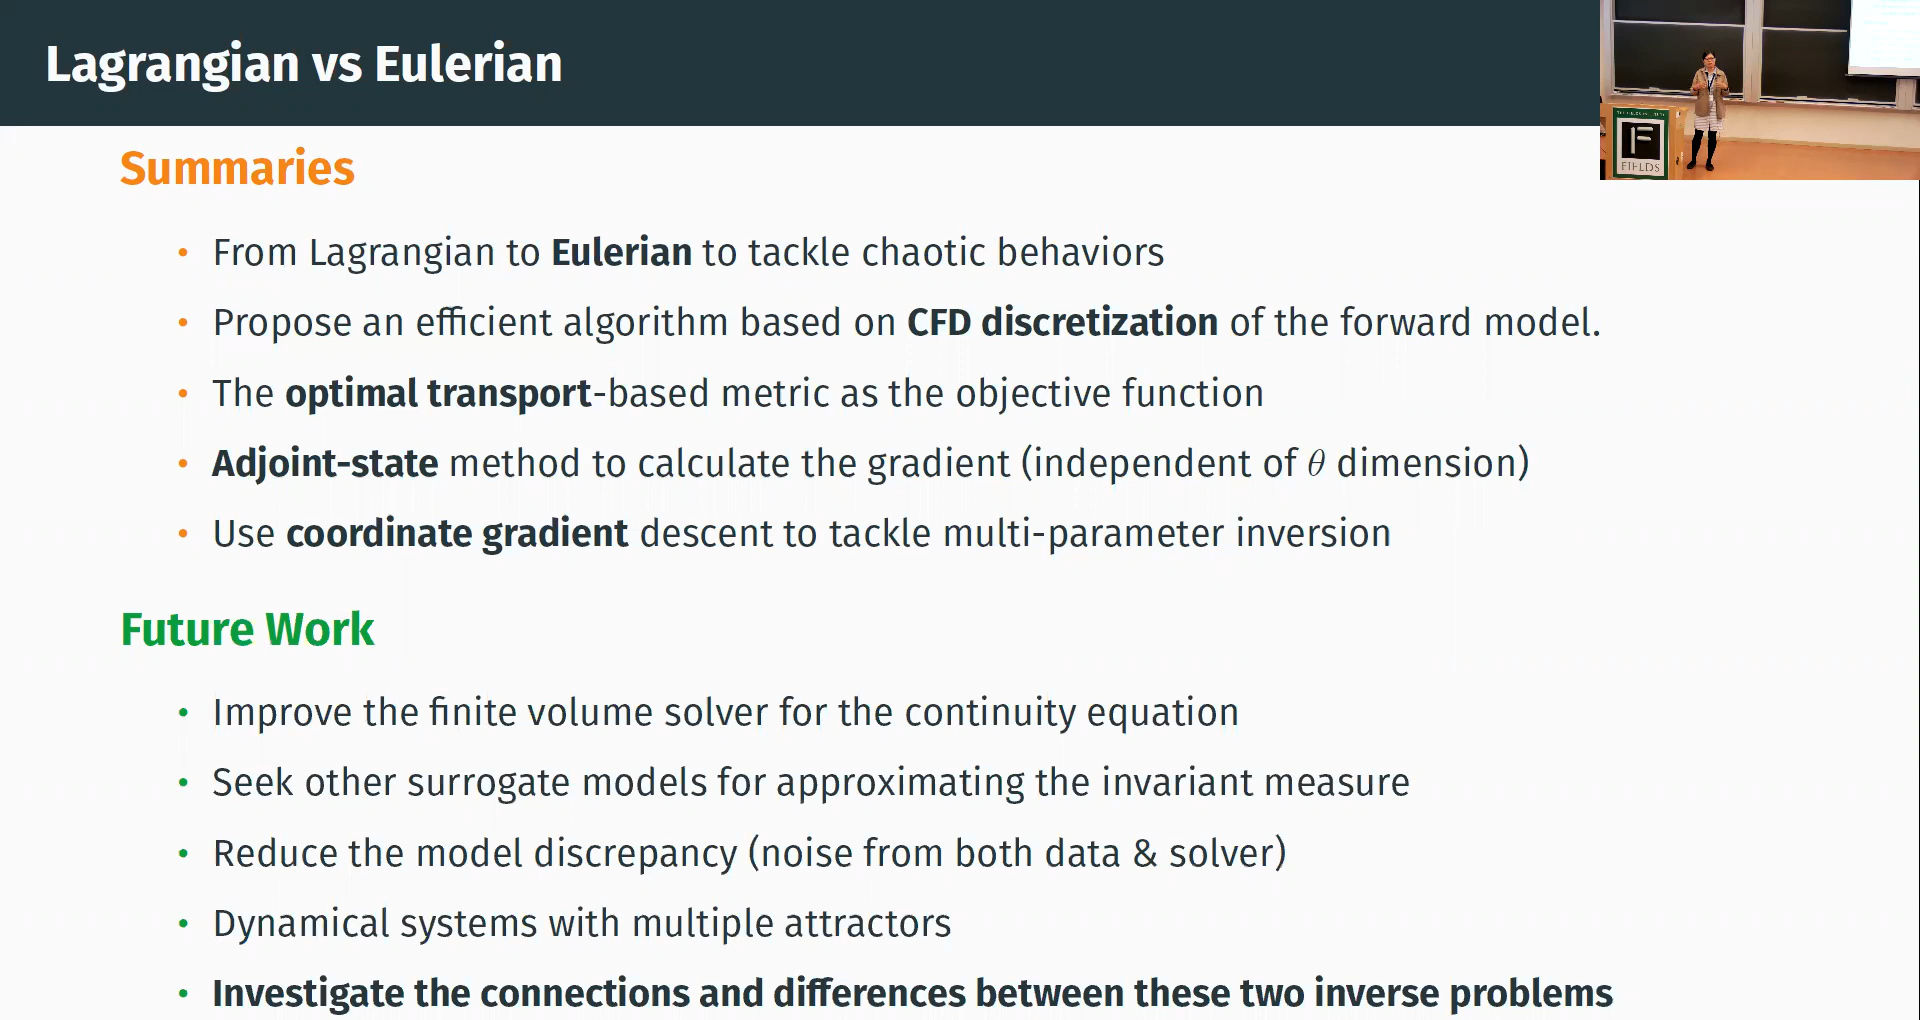 Lagrangian vs Eulerian
Summaries
• From Lagrangian to Eulerian to tackle chaotic behaviors
• Propose an efficient algorithm based on CFD discretization of the forward model.
• The optimal transport-based metric as the objective function
• Adjoint-state method to calculate the gradient (independent of θ dimension)
• Use coordinate gradient descent to tackle multi-parameter inversion
Future Work
• Improve the finite volume solver for the continuity equation
• Seek other surrogate models for approximating the invariant measure
• Reduce the model discrepancy (noise from both data & solver)
• Dynamical systems with multiple attractors
• Investigate the connections and differences between these two inverse problems
F
FIELDS